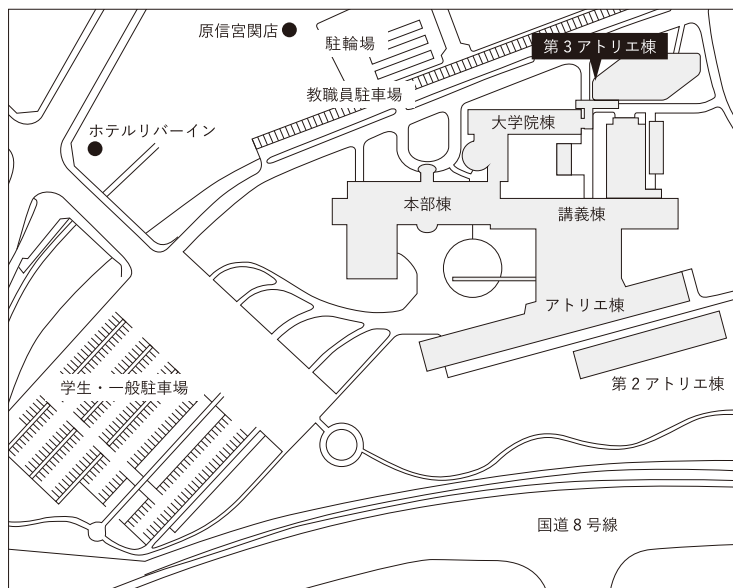 原信宮関店
駐輪場
第3アトリエ棟
教職員駐車場
大学院棟
ホテルリバーイン
本部棟
講義棟
アトリエ棟
第2アトリエ棟
学生・一般駐車場
国道8号線